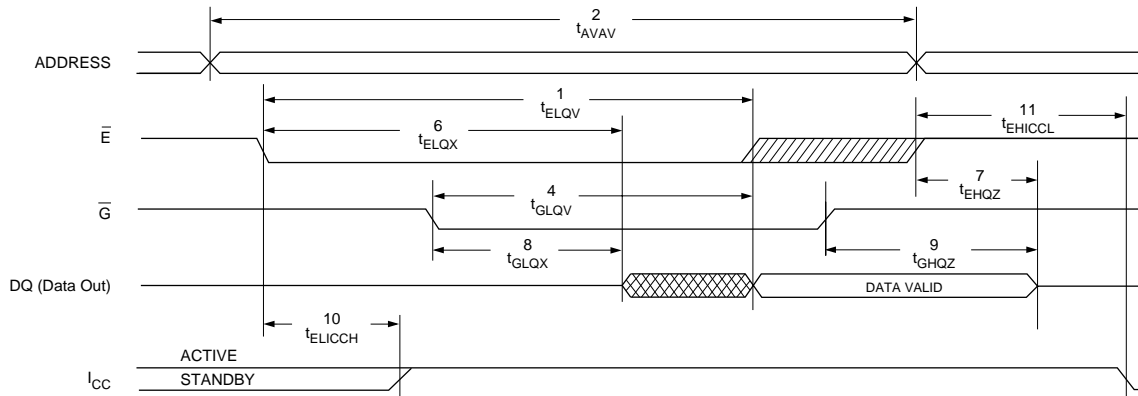 2
tAVAV
ADDRESS
1
tELQV
11
tEHICCL
6
tELQX
E̅
7
tEHQZ
4
tGLQV
G̅
9
tGHQZ
8
tGLQX
DQ (Data Out)
DATA VALID
10
tELICCH
ACTIVE
ICC
STANDBY